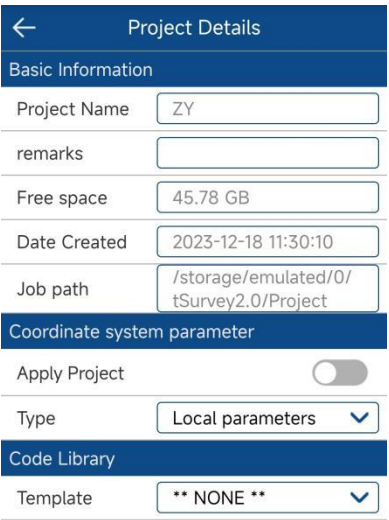 Project Details
Basic Information
Project Name ZY
remarks
Free space 45.78 GB
Date Created 2023-12-18 11:30:10
Job path /storage/emulated/0/
tSurvey2.0/Project
Coordinate system parameter
Apply Project
Type Local parameters
Code Library
Template ** NONE **